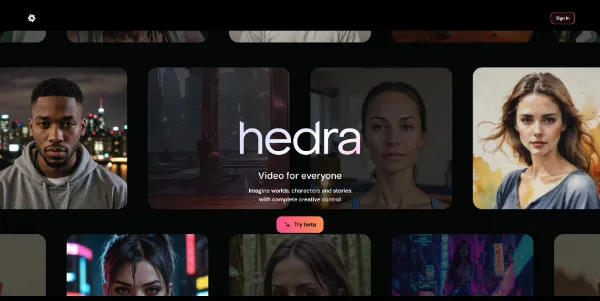 Sign in
hedra
Video for everyone
Imagine worlds, characters and stories
with complete creative control
Try beta